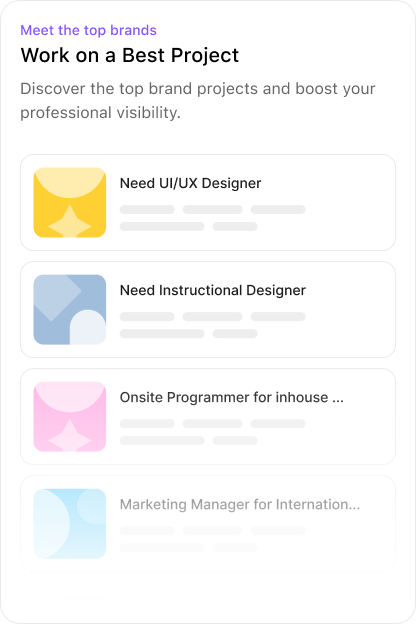 Meet the top brands
Work on a Best Project
Discover the top brand projects and boost your
professional visibility.
Need UI/UX Designer
Need Instructional Designer
Onsite Programmer for inhouse ...
Marketing Manager for Internation...